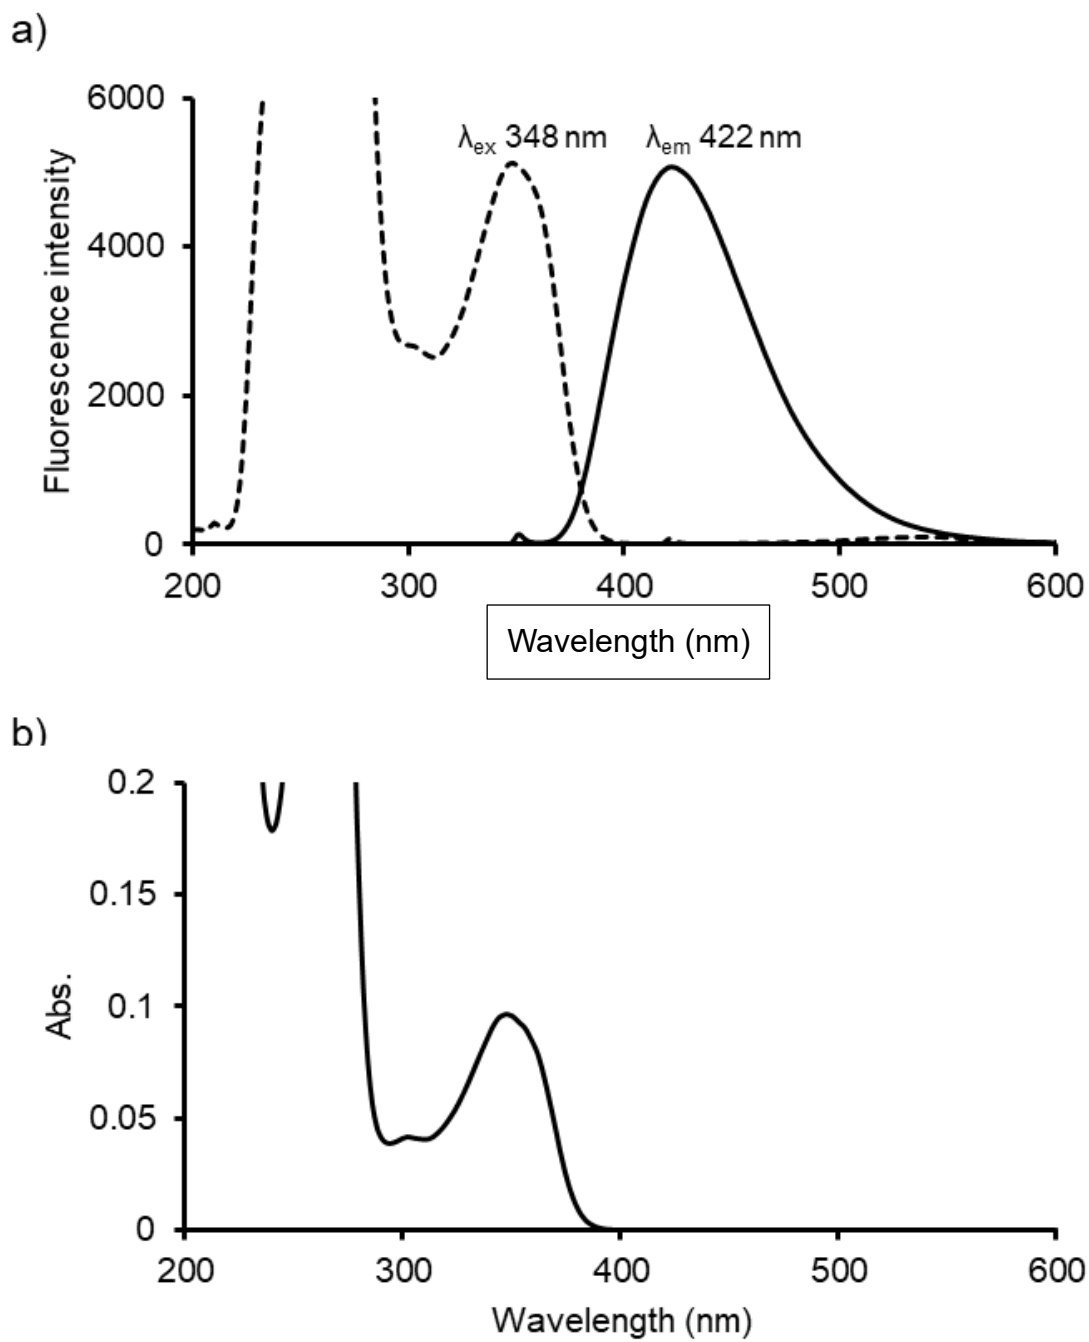 a)
6000
λex 348 nm λem 422 nm
4000
Fluorescence intensity
2000
0
200 300 400 500 600
Wavelength (nm)
b)
0.2
0.15
Abs.
0.1
0.05
0
200 300 400 500 600
Wavelength (nm)